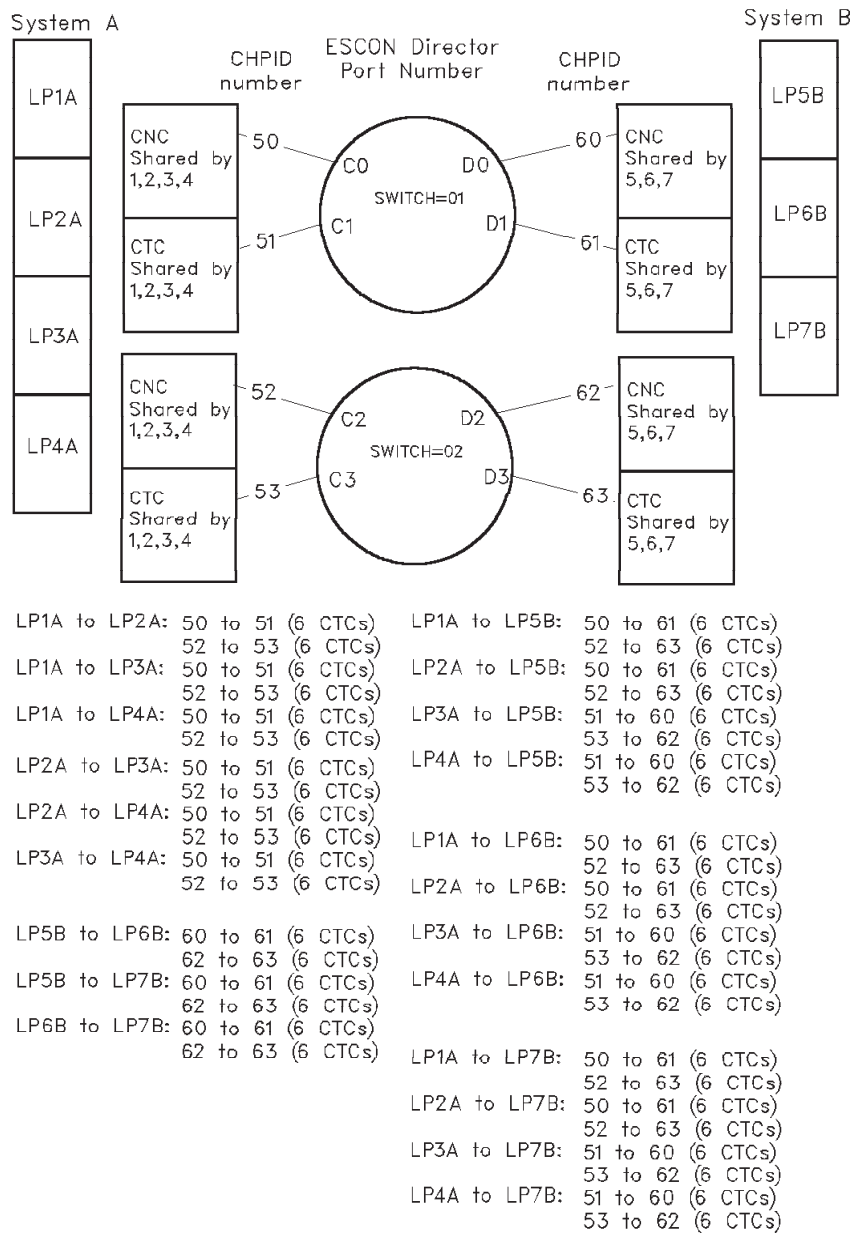 System A
System B
CHPID
number
ESCON Director
Port Number
CHPID
number
LP1A
LP2A
LP3A
LP4A
LP5B
LP6B
LP7B
CNC
Shared by
1,2,3,4
50
C0
D0
60
CNC
Shared by
5,6,7
SWITCH=01
CTC
Shared by
1,2,3,4
51
C1
D1
61
CTC
Shared by
5,6,7
CNC
Shared by
1,2,3,4
52
C2
D2
62
CNC
Shared by
5,6,7
SWITCH=02
CTC
Shared by
1,2,3,4
53
C3
D3
63
CTC
Shared by
5,6,7
LP1A to LP2A: 50 to 51 (6 CTCs)
52 to 53 (6 CTCs)
LP1A to LP3A: 50 to 51 (6 CTCs)
52 to 53 (6 CTCs)
LP1A to LP4A: 50 to 51 (6 CTCs)
52 to 53 (6 CTCs)
LP2A to LP3A: 50 to 51 (6 CTCs)
52 to 53 (6 CTCs)
LP2A to LP4A: 50 to 51 (6 CTCs)
52 to 53 (6 CTCs)
LP3A to LP4A: 50 to 51 (6 CTCs)
52 to 53 (6 CTCs)
LP5B to LP6B: 60 to 61 (6 CTCs)
62 to 63 (6 CTCs)
LP5B to LP7B: 60 to 61 (6 CTCs)
62 to 63 (6 CTCs)
LP6B to LP7B: 60 to 61 (6 CTCs)
62 to 63 (6 CTCs)
LP1A to LP5B: 50 to 61 (6 CTCs)
52 to 63 (6 CTCs)
LP2A to LP5B: 50 to 61 (6 CTCs)
52 to 63 (6 CTCs)
LP3A to LP5B: 51 to 60 (6 CTCs)
53 to 62 (6 CTCs)
LP4A to LP5B: 51 to 60 (6 CTCs)
53 to 62 (6 CTCs)
LP1A to LP6B: 50 to 61 (6 CTCs)
52 to 63 (6 CTCs)
LP2A to LP6B: 50 to 61 (6 CTCs)
52 to 63 (6 CTCs)
LP3A to LP6B: 51 to 60 (6 CTCs)
53 to 62 (6 CTCs)
LP4A to LP6B: 51 to 60 (6 CTCs)
53 to 62 (6 CTCs)
LP1A to LP7B: 50 to 61 (6 CTCs)
52 to 63 (6 CTCs)
LP2A to LP7B: 50 to 61 (6 CTCs)
52 to 63 (6 CTCs)
LP3A to LP7B: 51 to 60 (6 CTCs)
53 to 62 (6 CTCs)
LP4A to LP7B: 51 to 60 (6 CTCs)
53 to 62 (6 CTCs)